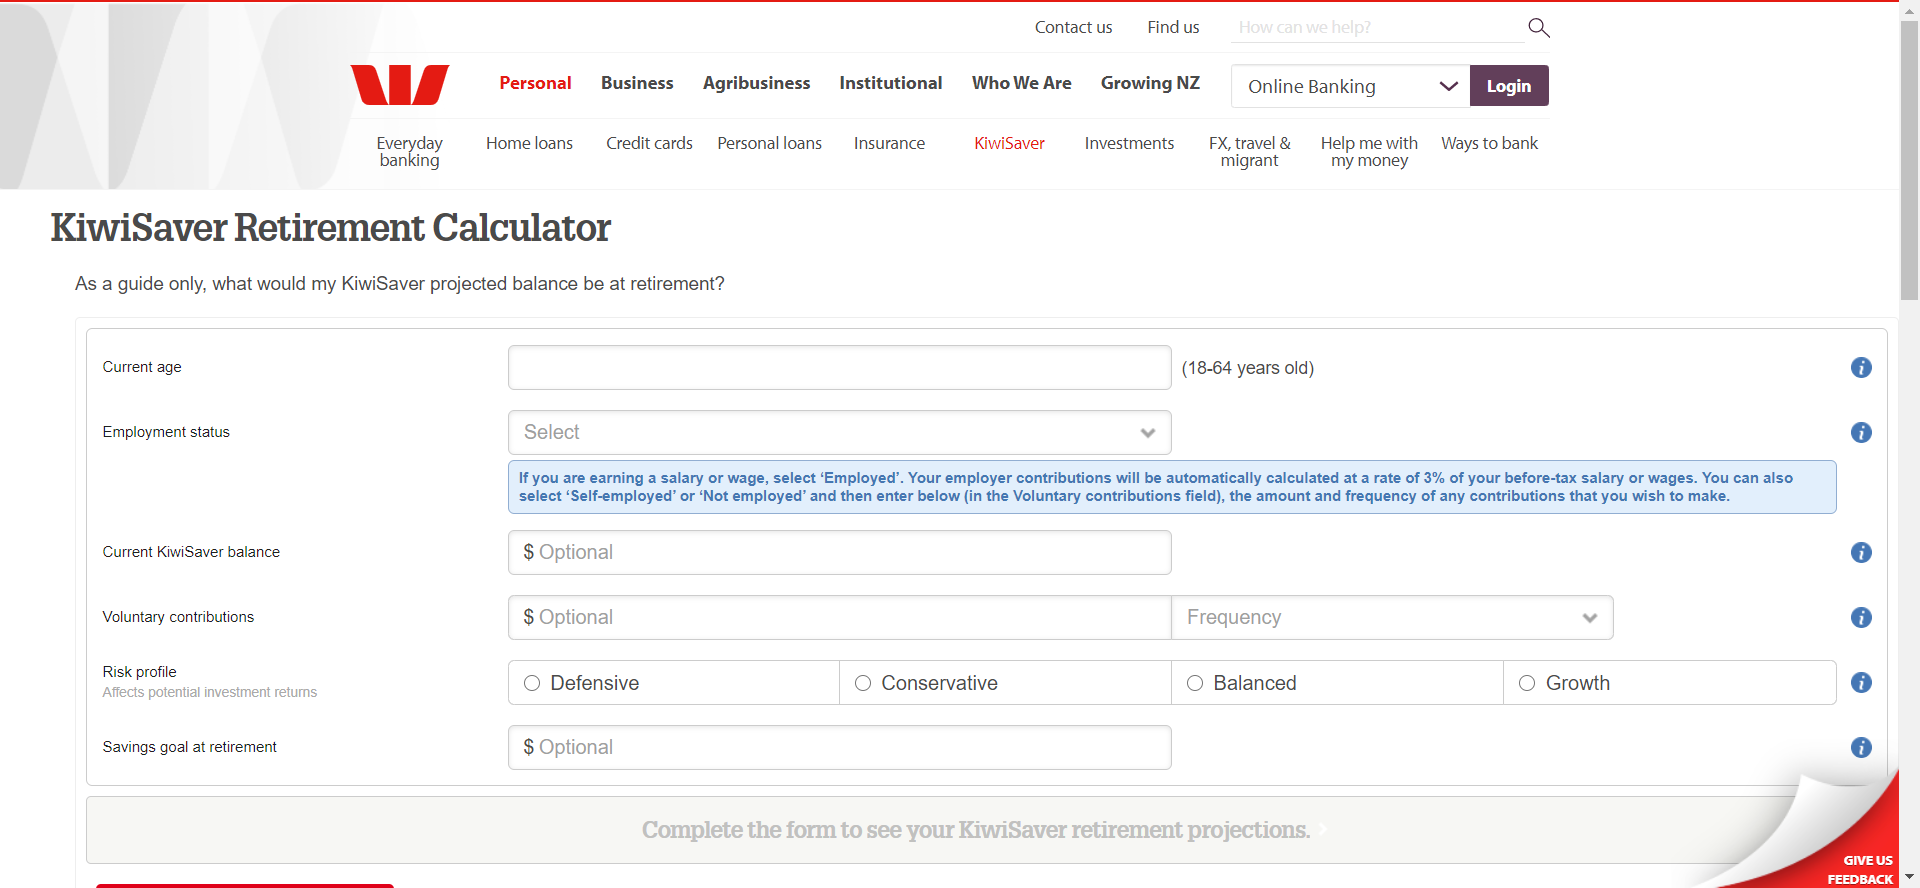 Contact us
Find us
How can we help?
Personal
Business
Agribusiness
Institutional
Who We Are
Growing NZ
Online Banking
Login
Everyday
banking
Home loans
Credit cards
Personal loans
Insurance
KiwiSaver
Investments
FX, travel &
migrant
Help me with
my money
Ways to bank
KiwiSaver Retirement Calculator
As a guide only, what would my KiwiSaver projected balance be at retirement?
Current age
(18-64 years old)
Employment status
Select
If you are earning a salary or wage, select ‘Employed’. Your employer contributions will be automatically calculated at a rate of 3% of your before-tax salary or wages. You can also
select ‘Self-employed’ or ‘Not employed’ and then enter below (in the Voluntary contributions field), the amount and frequency of any contributions that you wish to make.
Current KiwiSaver balance
$ Optional
Voluntary contributions
$ Optional
Frequency
Risk profile
Affects potential investment returns
Defensive
Conservative
Balanced
Growth
Savings goal at retirement
$ Optional
Complete the form to see your KiwiSaver retirement projections.
GIVE US
FEEDBACK